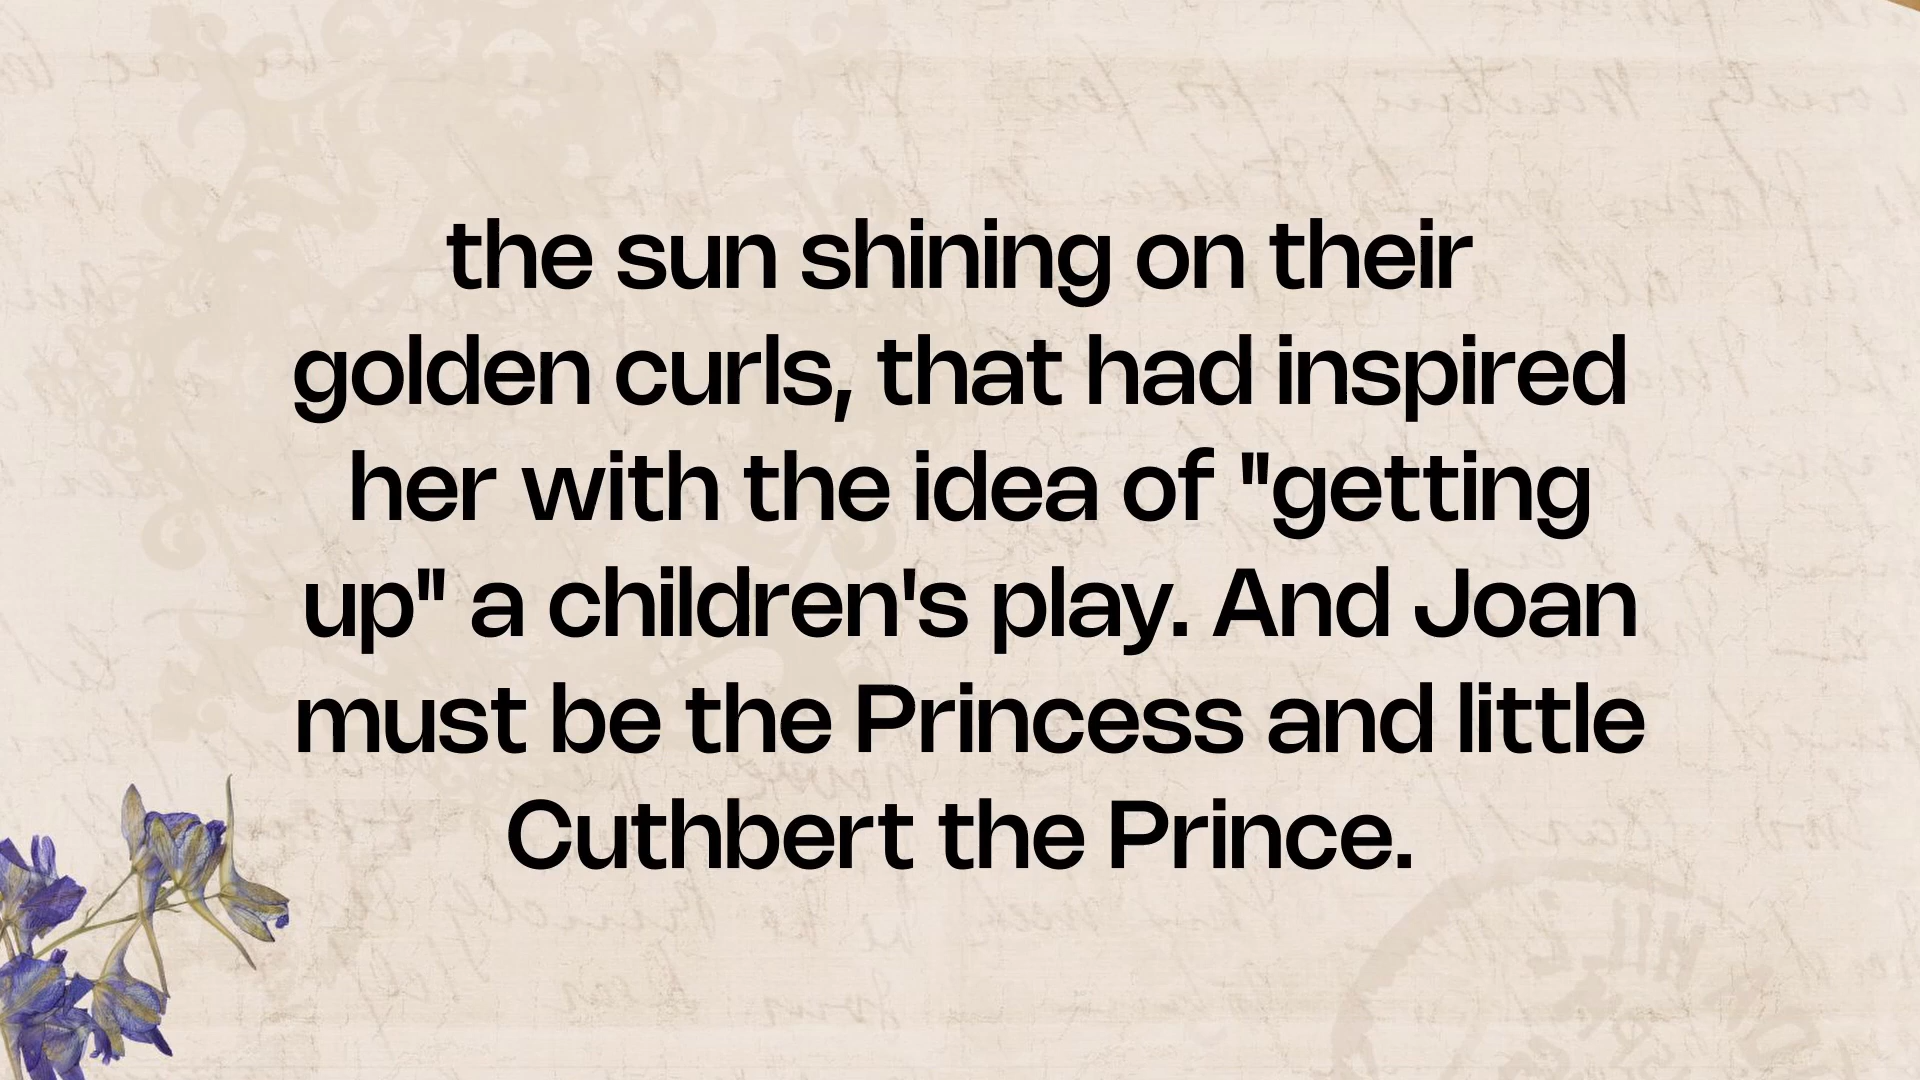 the sun shining on their
golden curls, that had inspired
her with the idea of "getting
up" a children's play. And Joan
must be the Princess and little
Cuthbert the Prince.